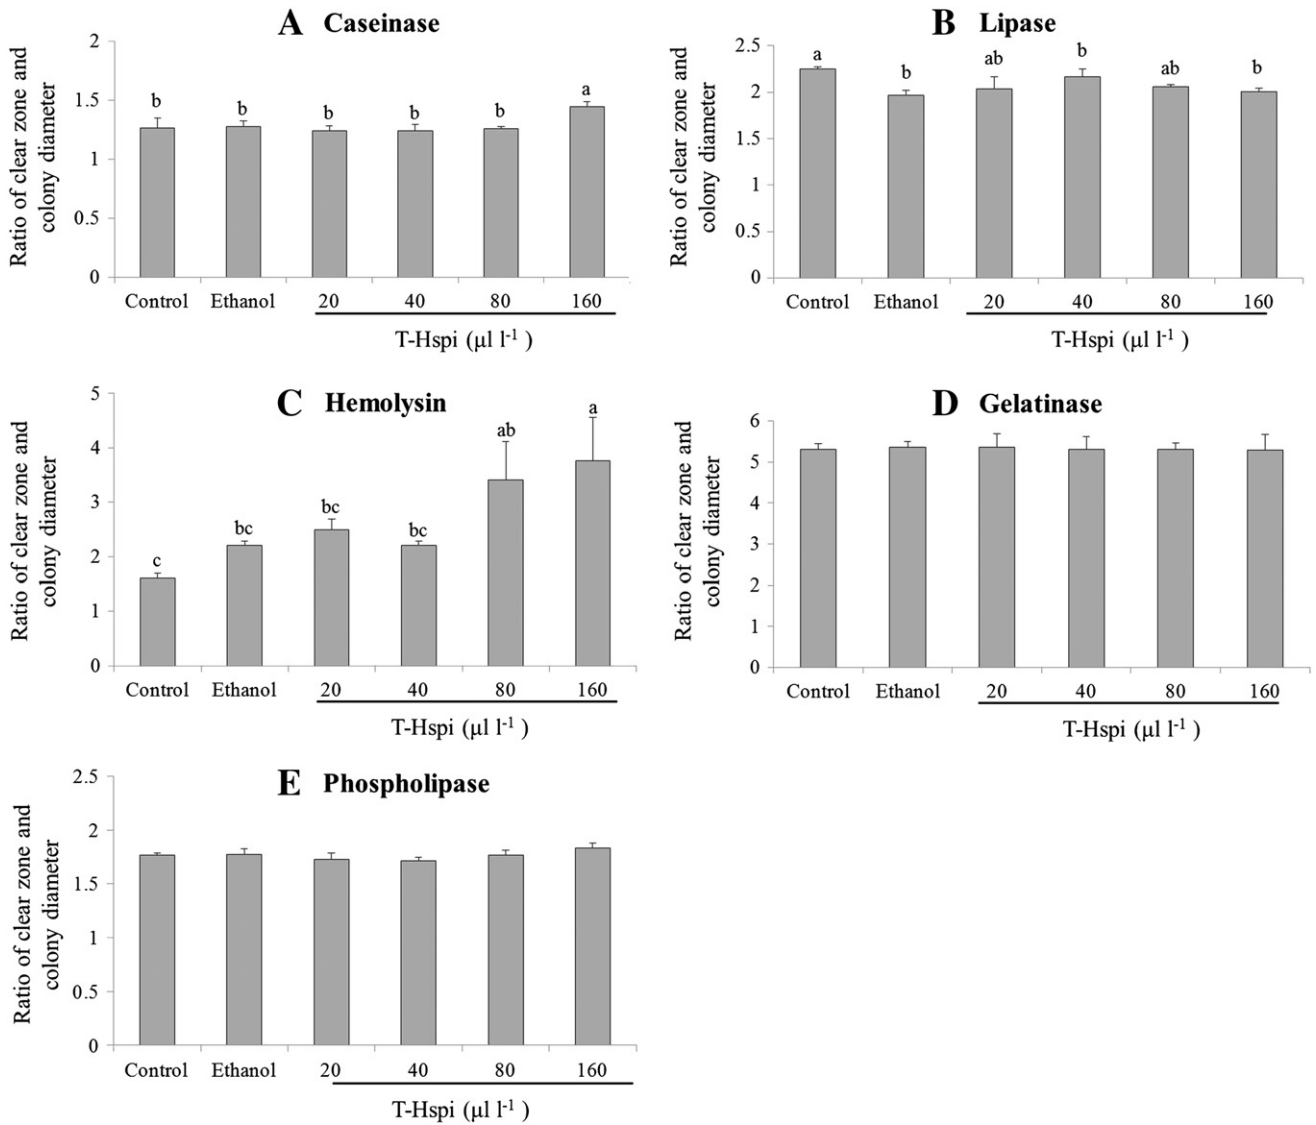 A Caseinase
Ratio of clear zone and
colony diameter
2
1.5
1
0.5
0
b
b
b
b
b
a
Control Ethanol 20 40 80 160
T-Hspi (µl l-1 )
B Lipase
Ratio of clear zone and
colony diameter
2.5
2
1.5
1
0.5
0
a
b
ab
b
ab
b
Control Ethanol 20 40 80 160
T-Hspi (µl l-1 )
C Hemolysin
Ratio of clear zone and
colony diameter
5
4
3
2
1
0
c
bc
bc
bc
ab
a
Control Ethanol 20 40 80 160
T-Hspi (µl l-1 )
D Gelatinase
Ratio of clear zone and
colony diameter
6
5
4
3
2
1
0
Control Ethanol 20 40 80 160
T-Hspi (µl l-1 )
E Phospholipase
Ratio of clear zone and
colony diameter
2.5
2
1.5
1
0.5
0
Control Ethanol 20 40 80 160
T-Hspi (µl l-1 )